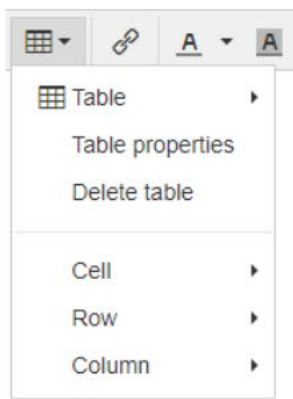 A A
Table
Table properties
Delete table
Cell
Row
Column